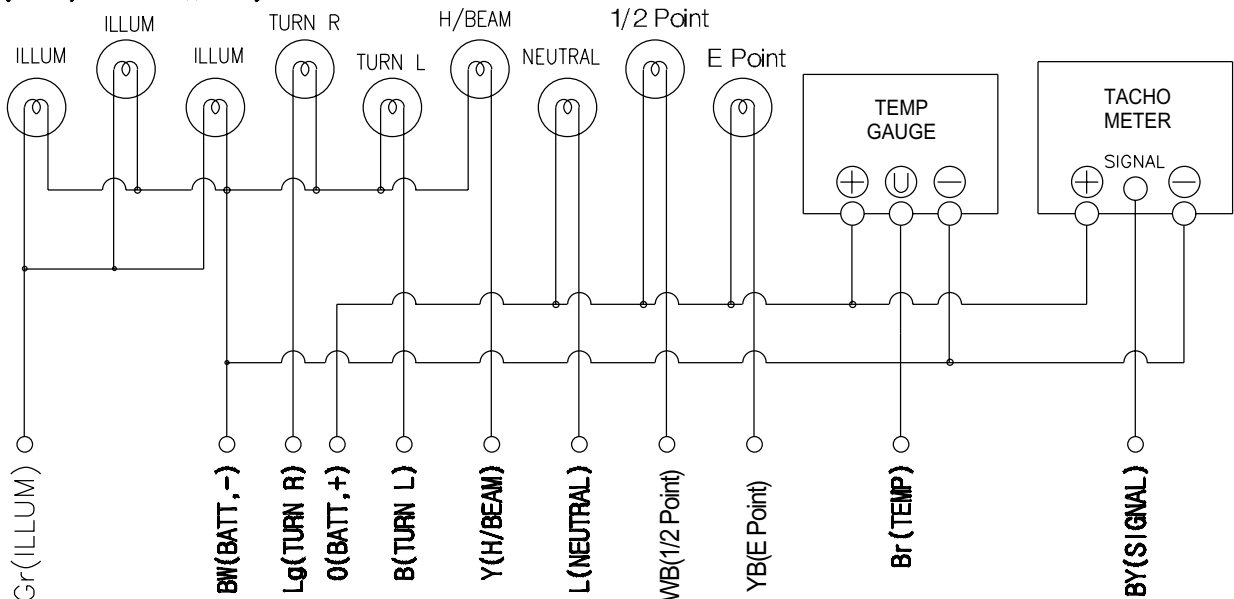 ILLUM
ILLUM
ILLUM
TURN R
TURN L
H/BEAM
NEUTRAL
1/2 Point
E Point
TEMP
GAUGE
+
U
−
TACHO
METER
SIGNAL
+
−
Gr(ILLUM)
BW(BATT,-)
Lg(TURN R)
O(BATT,+)
B(TURN L)
Y(H/BEAM)
L(NEUTRAL)
WB(1/2 Point)
YB(E Point)
Br(TEMP)
BY(SIGNAL)